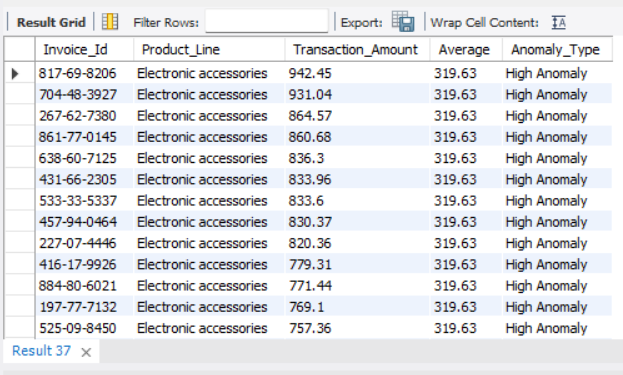 Result Grid Filter Rows: Export: Wrap Cell Content: IA
Invoice_Id Product_Line Transaction_Amount Average Anomaly_Type
817-69-8206 Electronic accessories 942.45 319.63 High Anomaly
704-48-3927 Electronic accessories 931.04 319.63 High Anomaly
267-62-7380 Electronic accessories 864.57 319.63 High Anomaly
861-77-0145 Electronic accessories 860.68 319.63 High Anomaly
638-60-7125 Electronic accessories 836.3 319.63 High Anomaly
431-66-2305 Electronic accessories 833.96 319.63 High Anomaly
533-33-5337 Electronic accessories 833.6 319.63 High Anomaly
457-94-0464 Electronic accessories 830.37 319.63 High Anomaly
227-07-4446 Electronic accessories 820.36 319.63 High Anomaly
416-17-9926 Electronic accessories 779.31 319.63 High Anomaly
884-80-6021 Electronic accessories 771.44 319.63 High Anomaly
197-77-7132 Electronic accessories 769.1 319.63 High Anomaly
525-09-8450 Electronic accessories 757.36 319.63 High Anomaly
Result 37 ×